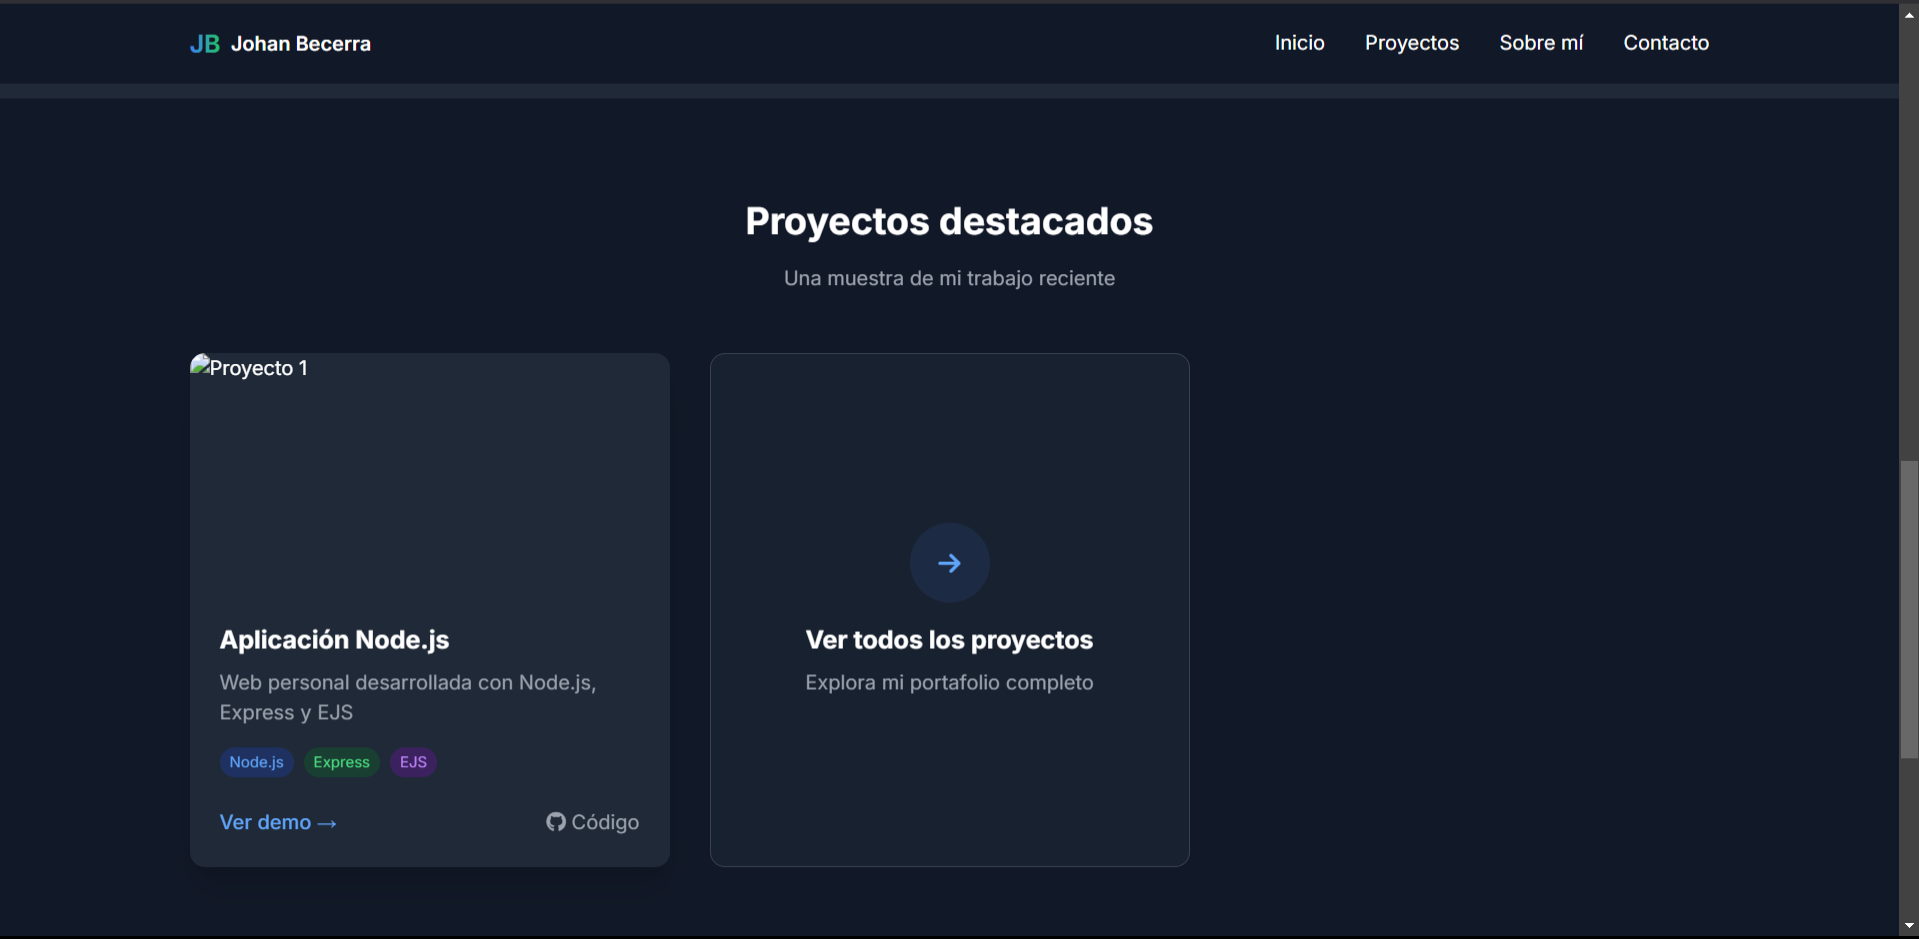 JB Johan Becerra
Inicio Proyectos Sobre mí Contacto
Proyectos destacados
Una muestra de mi trabajo reciente
Proyecto 1
Aplicación Node.js
Web personal desarrollada con Node.js,
Express y EJS
Node.js Express EJS
Ver demo →
Código
Ver todos los proyectos
Explora mi portafolio completo